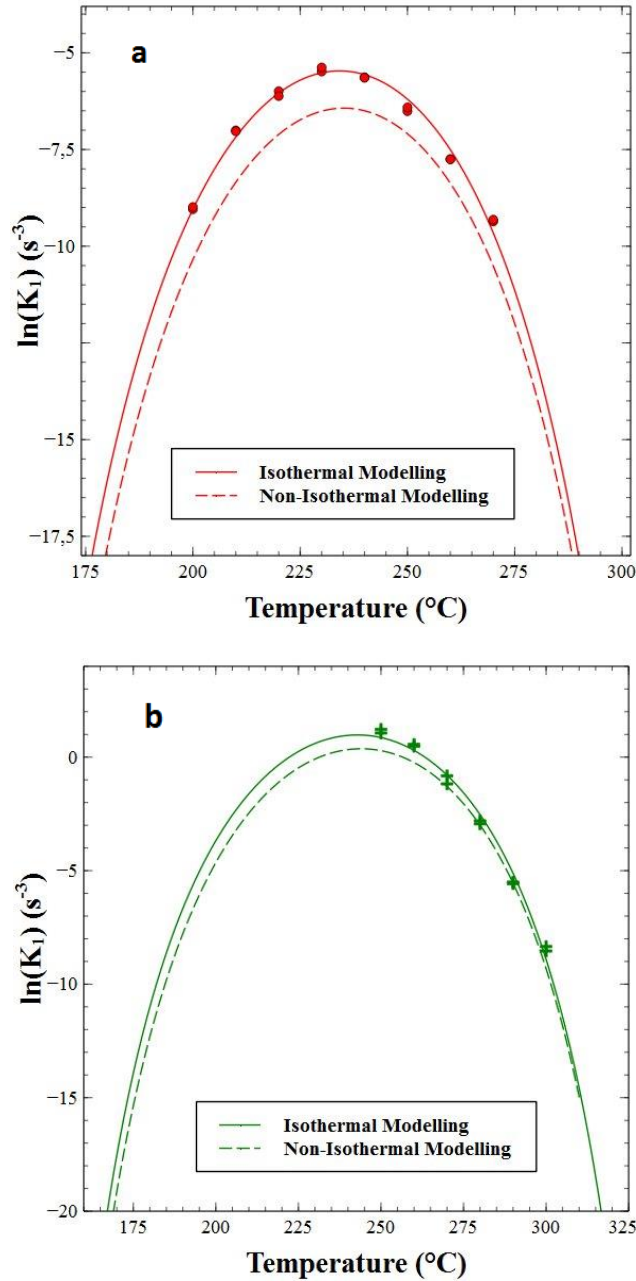 a
−5
−7,5
−10
−15
−17,5
ln(K1) (s-3)
Isothermal Modelling
Non-Isothermal Modelling
175 200 225 250 275 300
Temperature (°C)
b
0
−5
−10
−15
−20
ln(K1) (s-3)
Isothermal Modelling
Non-Isothermal Modelling
175 200 225 250 275 300 325
Temperature (°C)